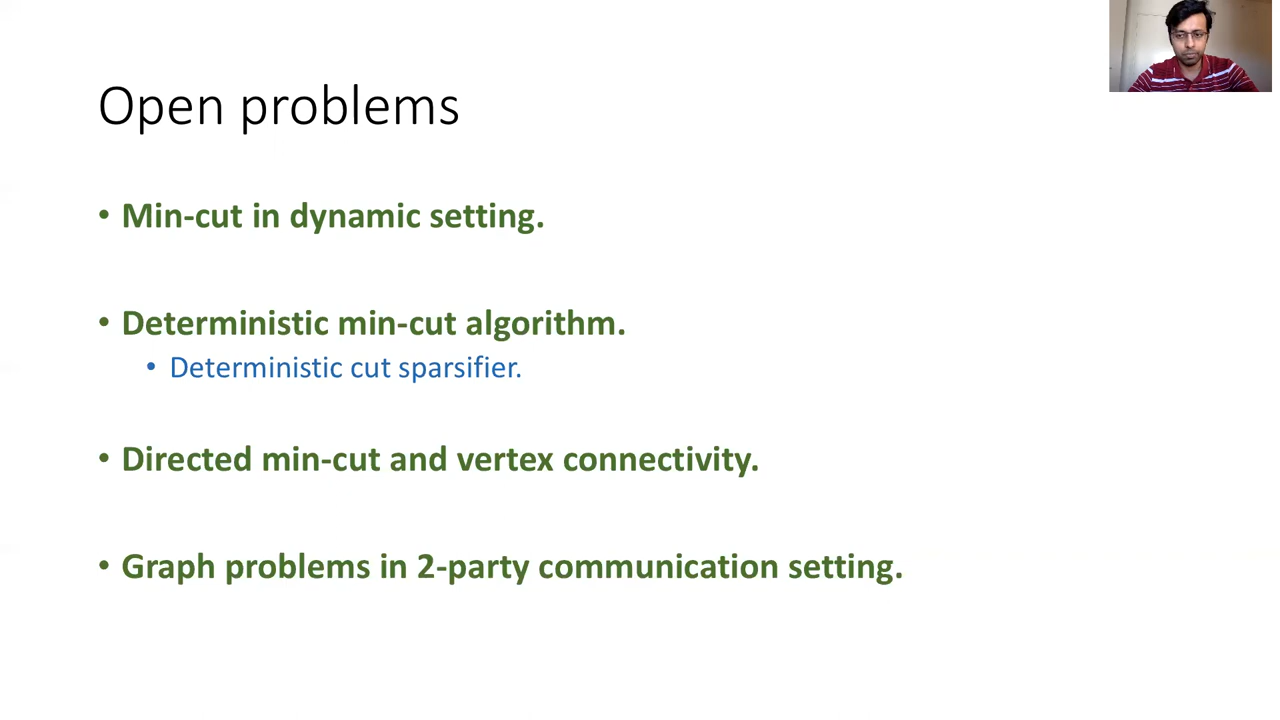 Open problems
• Min-cut in dynamic setting.
• Deterministic min-cut algorithm.
• Deterministic cut sparsifier.
• Directed min-cut and vertex connectivity.
• Graph problems in 2-party communication setting.